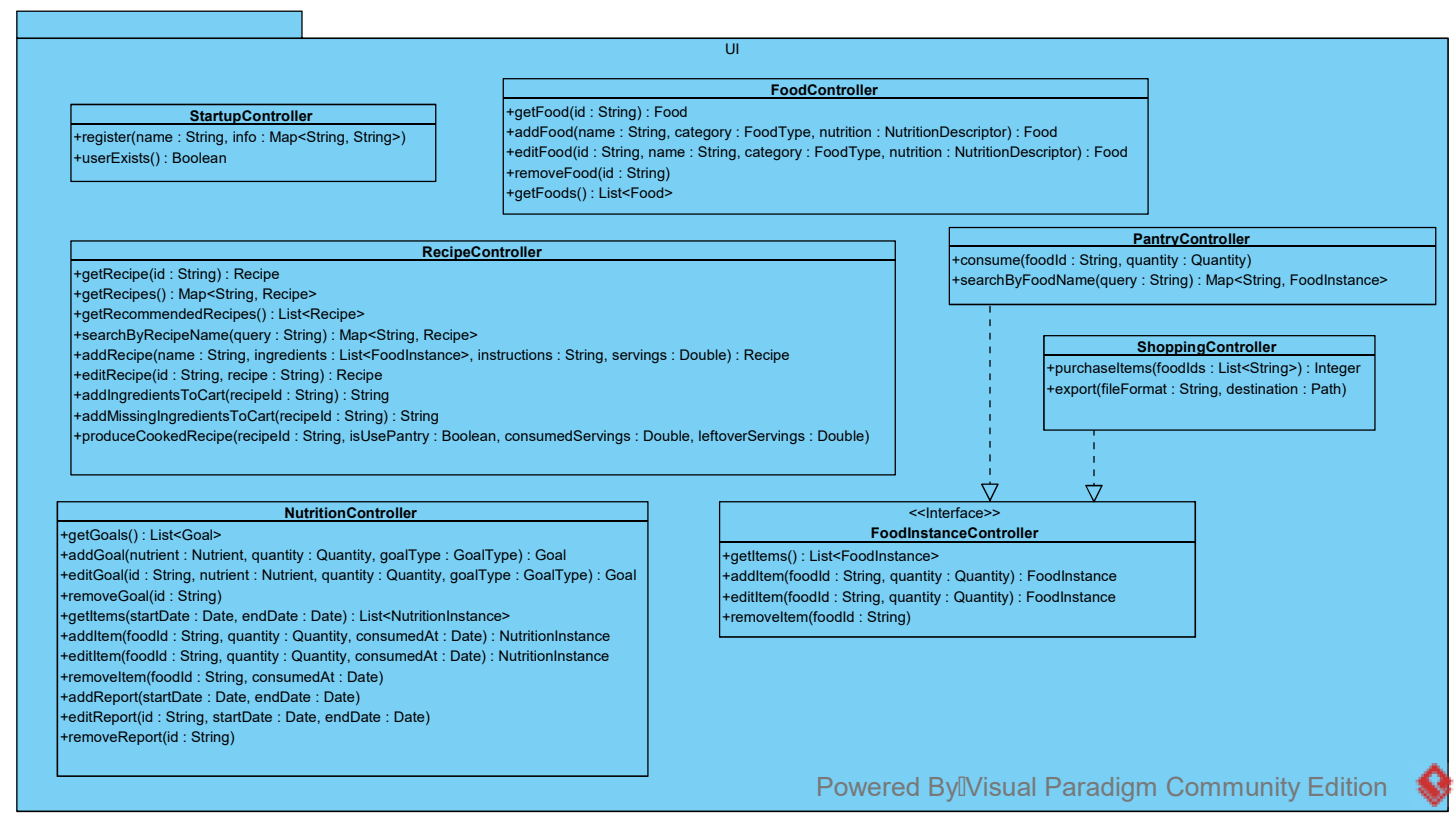 UI
StartupController
+register(name : String, info : Map<String, String>)
+userExists() : Boolean
FoodController
+getFood(id : String) : Food
+addFood(name : String, category : FoodType, nutrition : NutritionDescriptor) : Food
+editFood(id : String, name : String, category : FoodType, nutrition : NutritionDescriptor) : Food
+removeFood(id : String)
+getFoods() : List<Food>
RecipeController
+getRecipe(id : String) : Recipe
+getRecipes() : Map<String, Recipe>
+getRecommendedRecipes() : List<Recipe>
+searchByRecipeName(query : String) : Map<String, Recipe>
+addRecipe(name : String, ingredients : List<FoodInstance>, instructions : String, servings : Double) : Recipe
+editRecipe(id : String, recipe : String) : Recipe
+addIngredientsToCart(recipeId : String) : String
+addMissingIngredientsToCart(recipeId : String) : String
+produceCookedRecipe(recipeId : String, isUsePantry : Boolean, consumedServings : Double, leftoverServings : Double)
PantryController
+consume(foodId : String, quantity : Quantity)
+searchByFoodName(query : String) : Map<String, FoodInstance>
ShoppingController
+purchaseItems(foodIds : List<String>) : Integer
+export(fileFormat : String, destination : Path)
NutritionController
+getGoals() : List<Goal>
+addGoal(nutrient : Nutrient, quantity : Quantity, goalType : GoalType) : Goal
+editGoal(id : String, nutrient : Nutrient, quantity : Quantity, goalType : GoalType) : Goal
+removeGoal(id : String)
+getItems(startDate : Date, endDate : Date) : List<NutritionInstance>
+addItem(foodId : String, quantity : Quantity, consumedAt : Date) : NutritionInstance
+editItem(foodId : String, quantity : Quantity, consumedAt : Date) : NutritionInstance
+removeItem(foodId : String, consumedAt : Date)
+addReport(startDate : Date, endDate : Date)
+editReport(id : String, startDate : Date, endDate : Date)
+removeReport(id : String)
<<Interface>>
FoodInstanceController
+getItems() : List<FoodInstance>
+addItem(foodId : String, quantity : Quantity) : FoodInstance
+editItem(foodId : String, quantity : Quantity) : FoodInstance
+removeItem(foodId : String)
Powered By Visual Paradigm Community Edition